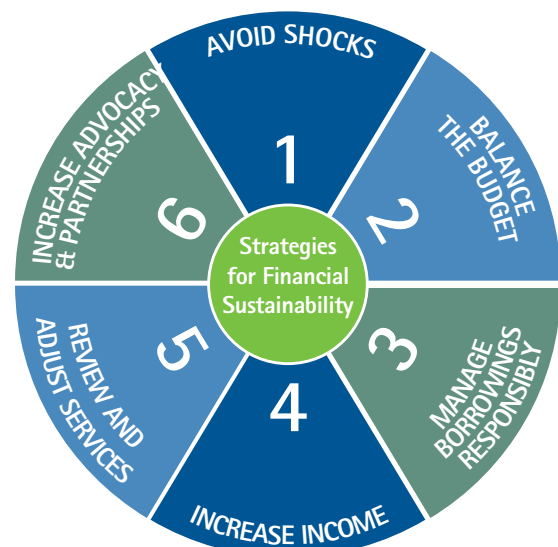 AVOID SHOCKS
1
BALANCE
THE BUDGET
2
MANAGE
BORROWINGS
RESPONSIBLY
3
INCREASE INCOME
4
REVIEW AND
ADJUST SERVICES
5
INCREASE ADVOCACY
& PARTNERSHIPS
6
Strategies
for Financial
Sustainability